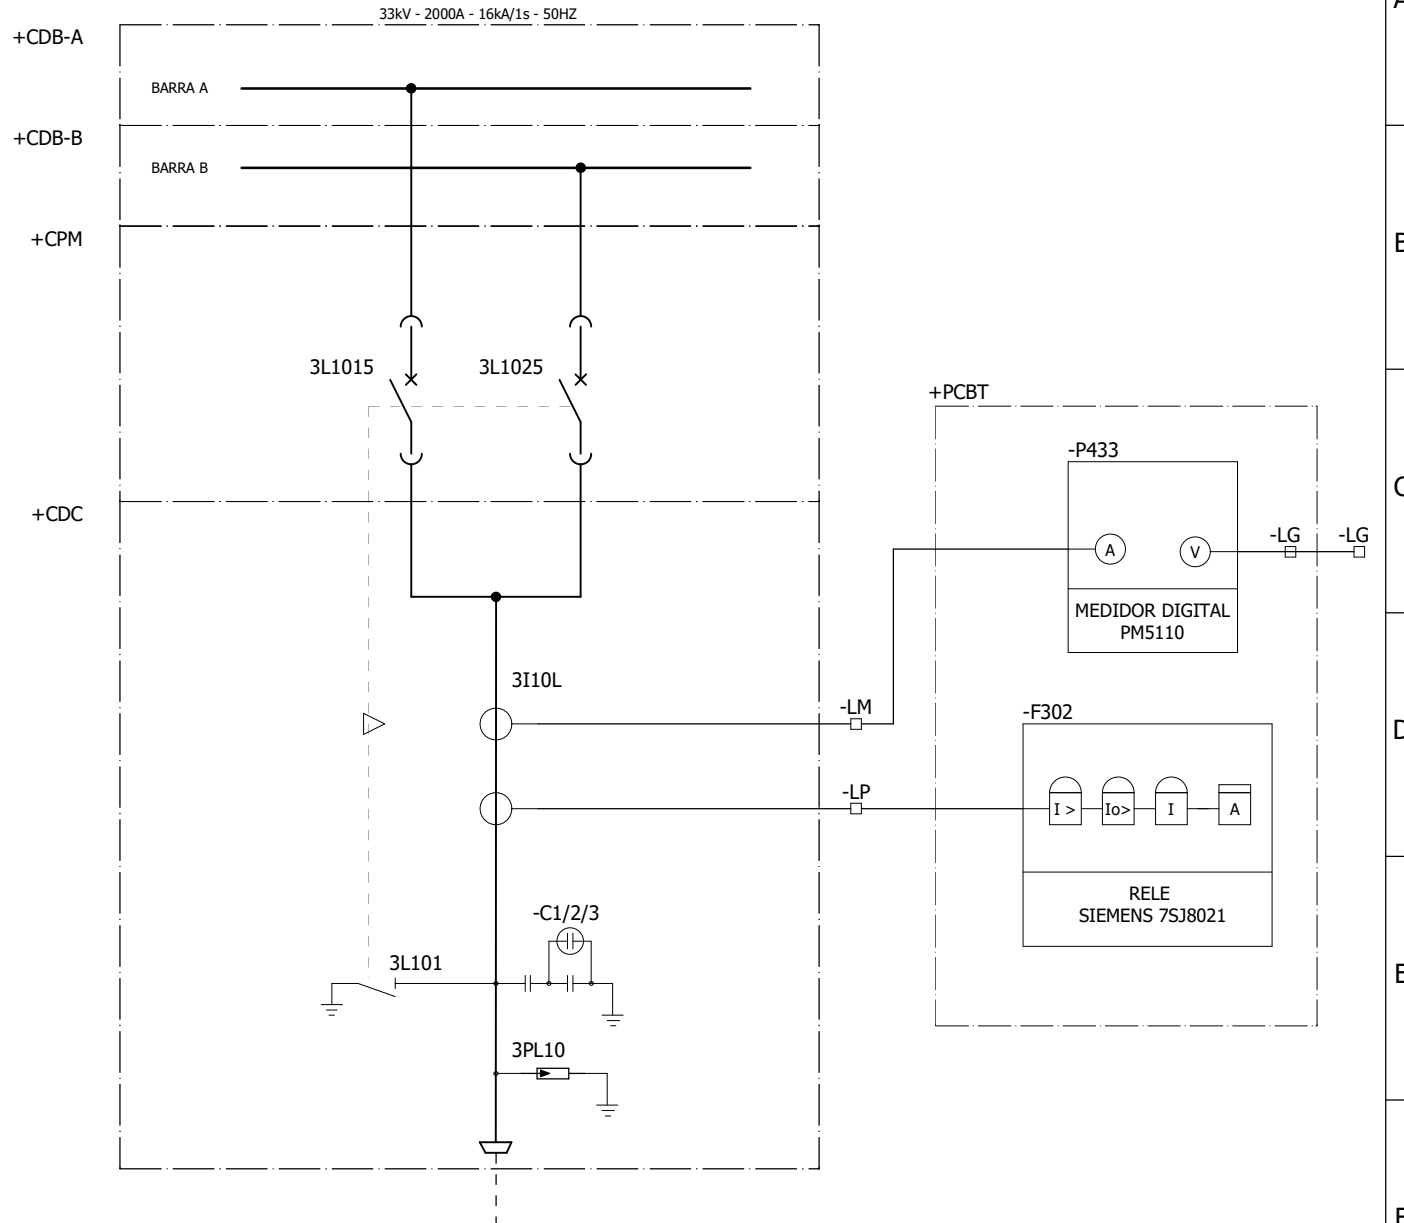 33kV - 2000A - 16kA/1s - 50HZ
A
+CDB-A
BARRA A
+CDB-B
BARRA B
+CPM
B
3L1015
3L1025
+PCBT
-P433
C
+CDC
-LG
-LG
A
V
MEDIDOR DIGITAL
PM5110
3I10L
-LM
-F302
D
-LP
I >
Io>
I
A
RELE
SIEMENS 7SJ8021
-C1/2/3
3L101
E
3PL10
F